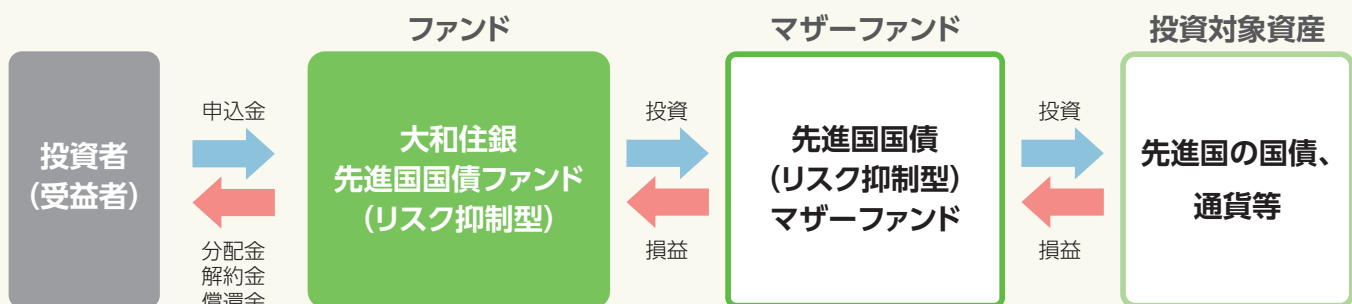 ファンド
マザーファンド
投資対象資産
投資者
(受益者)
申込金
分配金
解約金
償還金
大和住銀
先進国国債ファンド
(リスク抑制型)
投資
損益
先進国国債
(リスク抑制型)
マザーファンド
投資
損益
先進国の国債、
通貨等